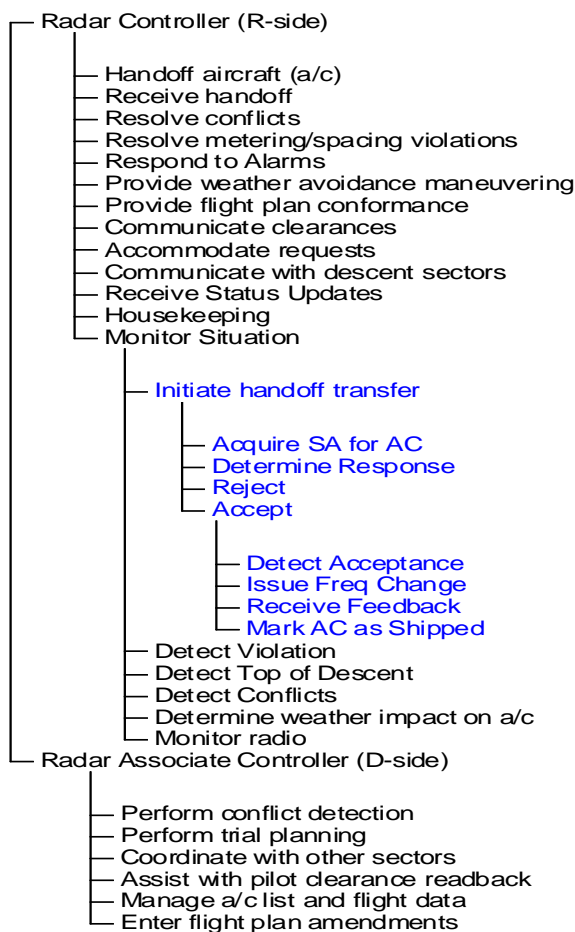 Radar Controller (R-side)
Handoff aircraft (a/c)
Receive handoff
Resolve conflicts
Resolve metering/spacing violations
Respond to Alarms
Provide weather avoidance maneuvering
Provide flight plan conformance
Communicate clearances
Accommodate requests
Communicate with descent sectors
Receive Status Updates
Housekeeping
Monitor Situation
Initiate handoff transfer
Acquire SA for AC
Determine Response
Reject
Accept
Detect Acceptance
Issue Freq Change
Receive Feedback
Mark AC as Shipped
Detect Violation
Detect Top of Descent
Detect Conflicts
Determine weather impact on a/c
Monitor radio
Radar Associate Controller (D-side)
Perform conflict detection
Perform trial planning
Coordinate with other sectors
Assist with pilot clearance readback
Manage a/c list and flight data
Enter flight plan amendments